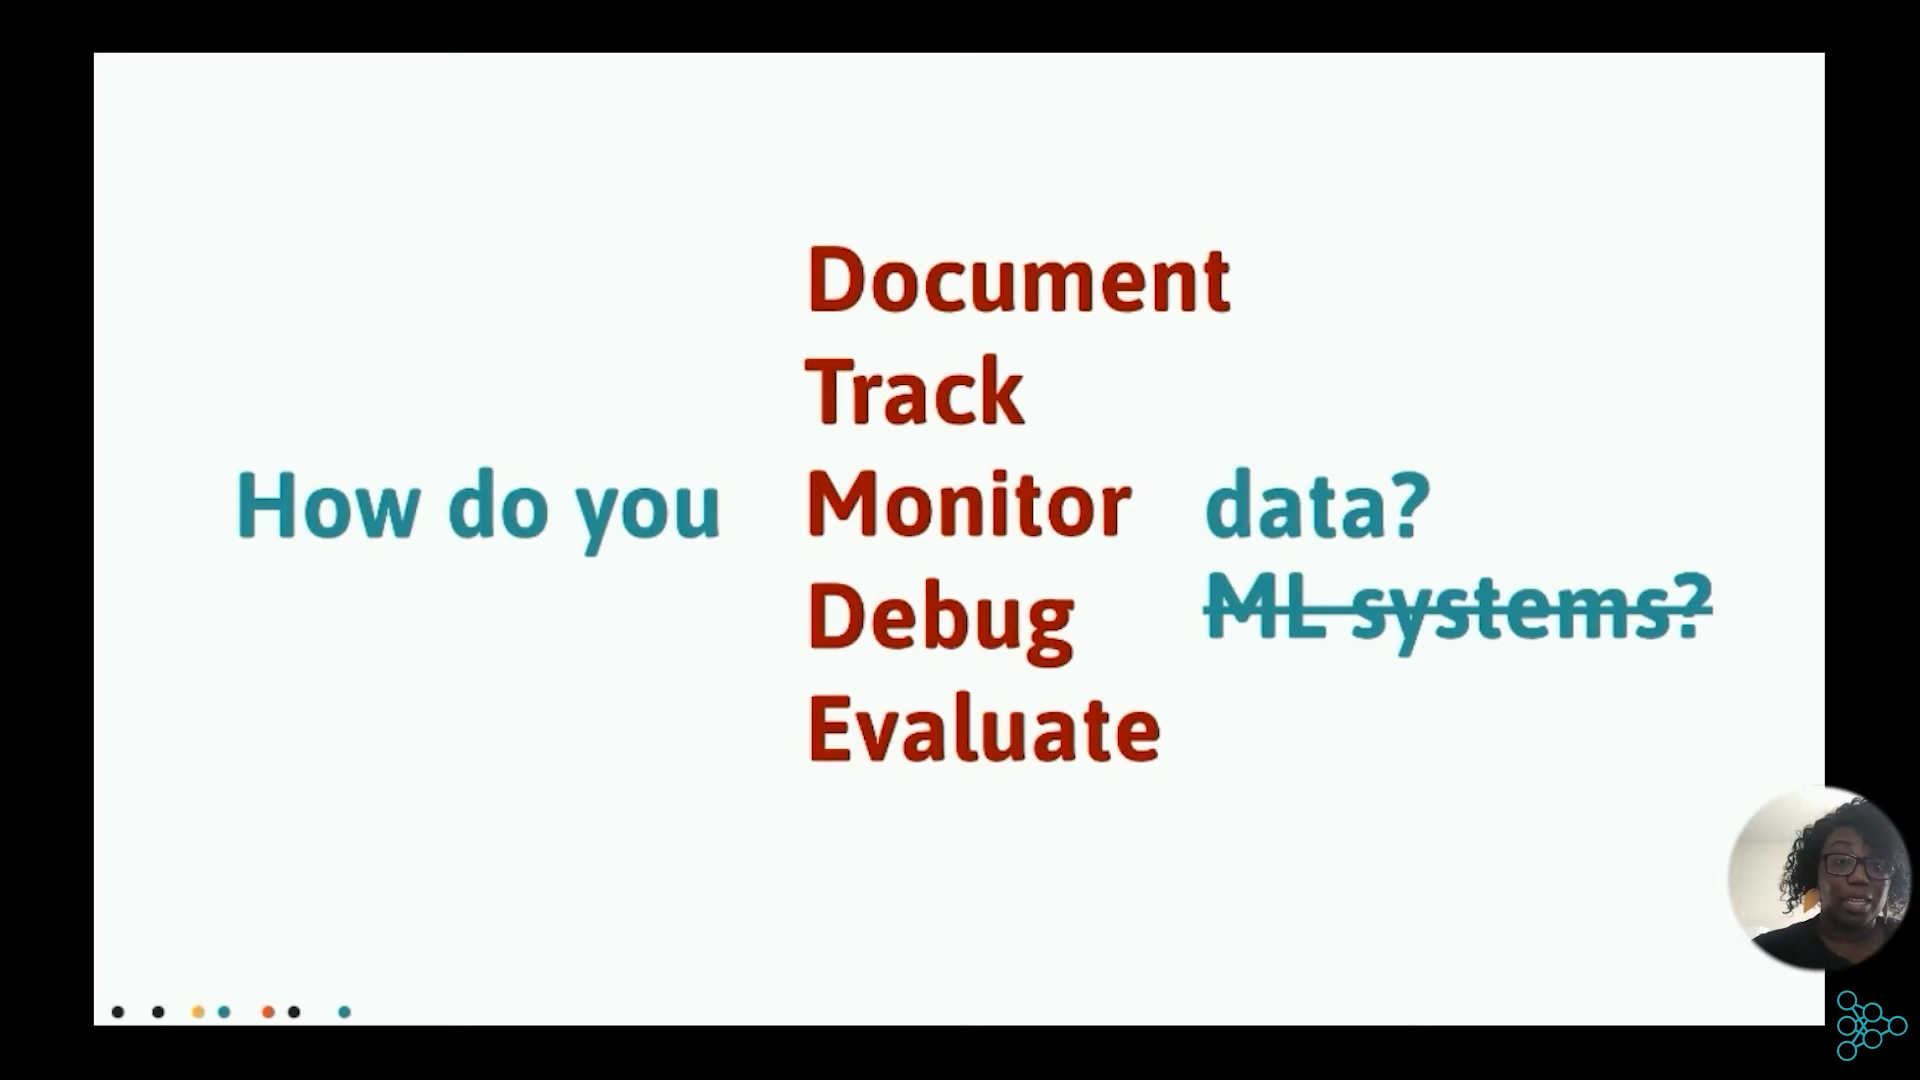 Document
Track
How do you Monitor data?
Debug ML systems?
Evaluate